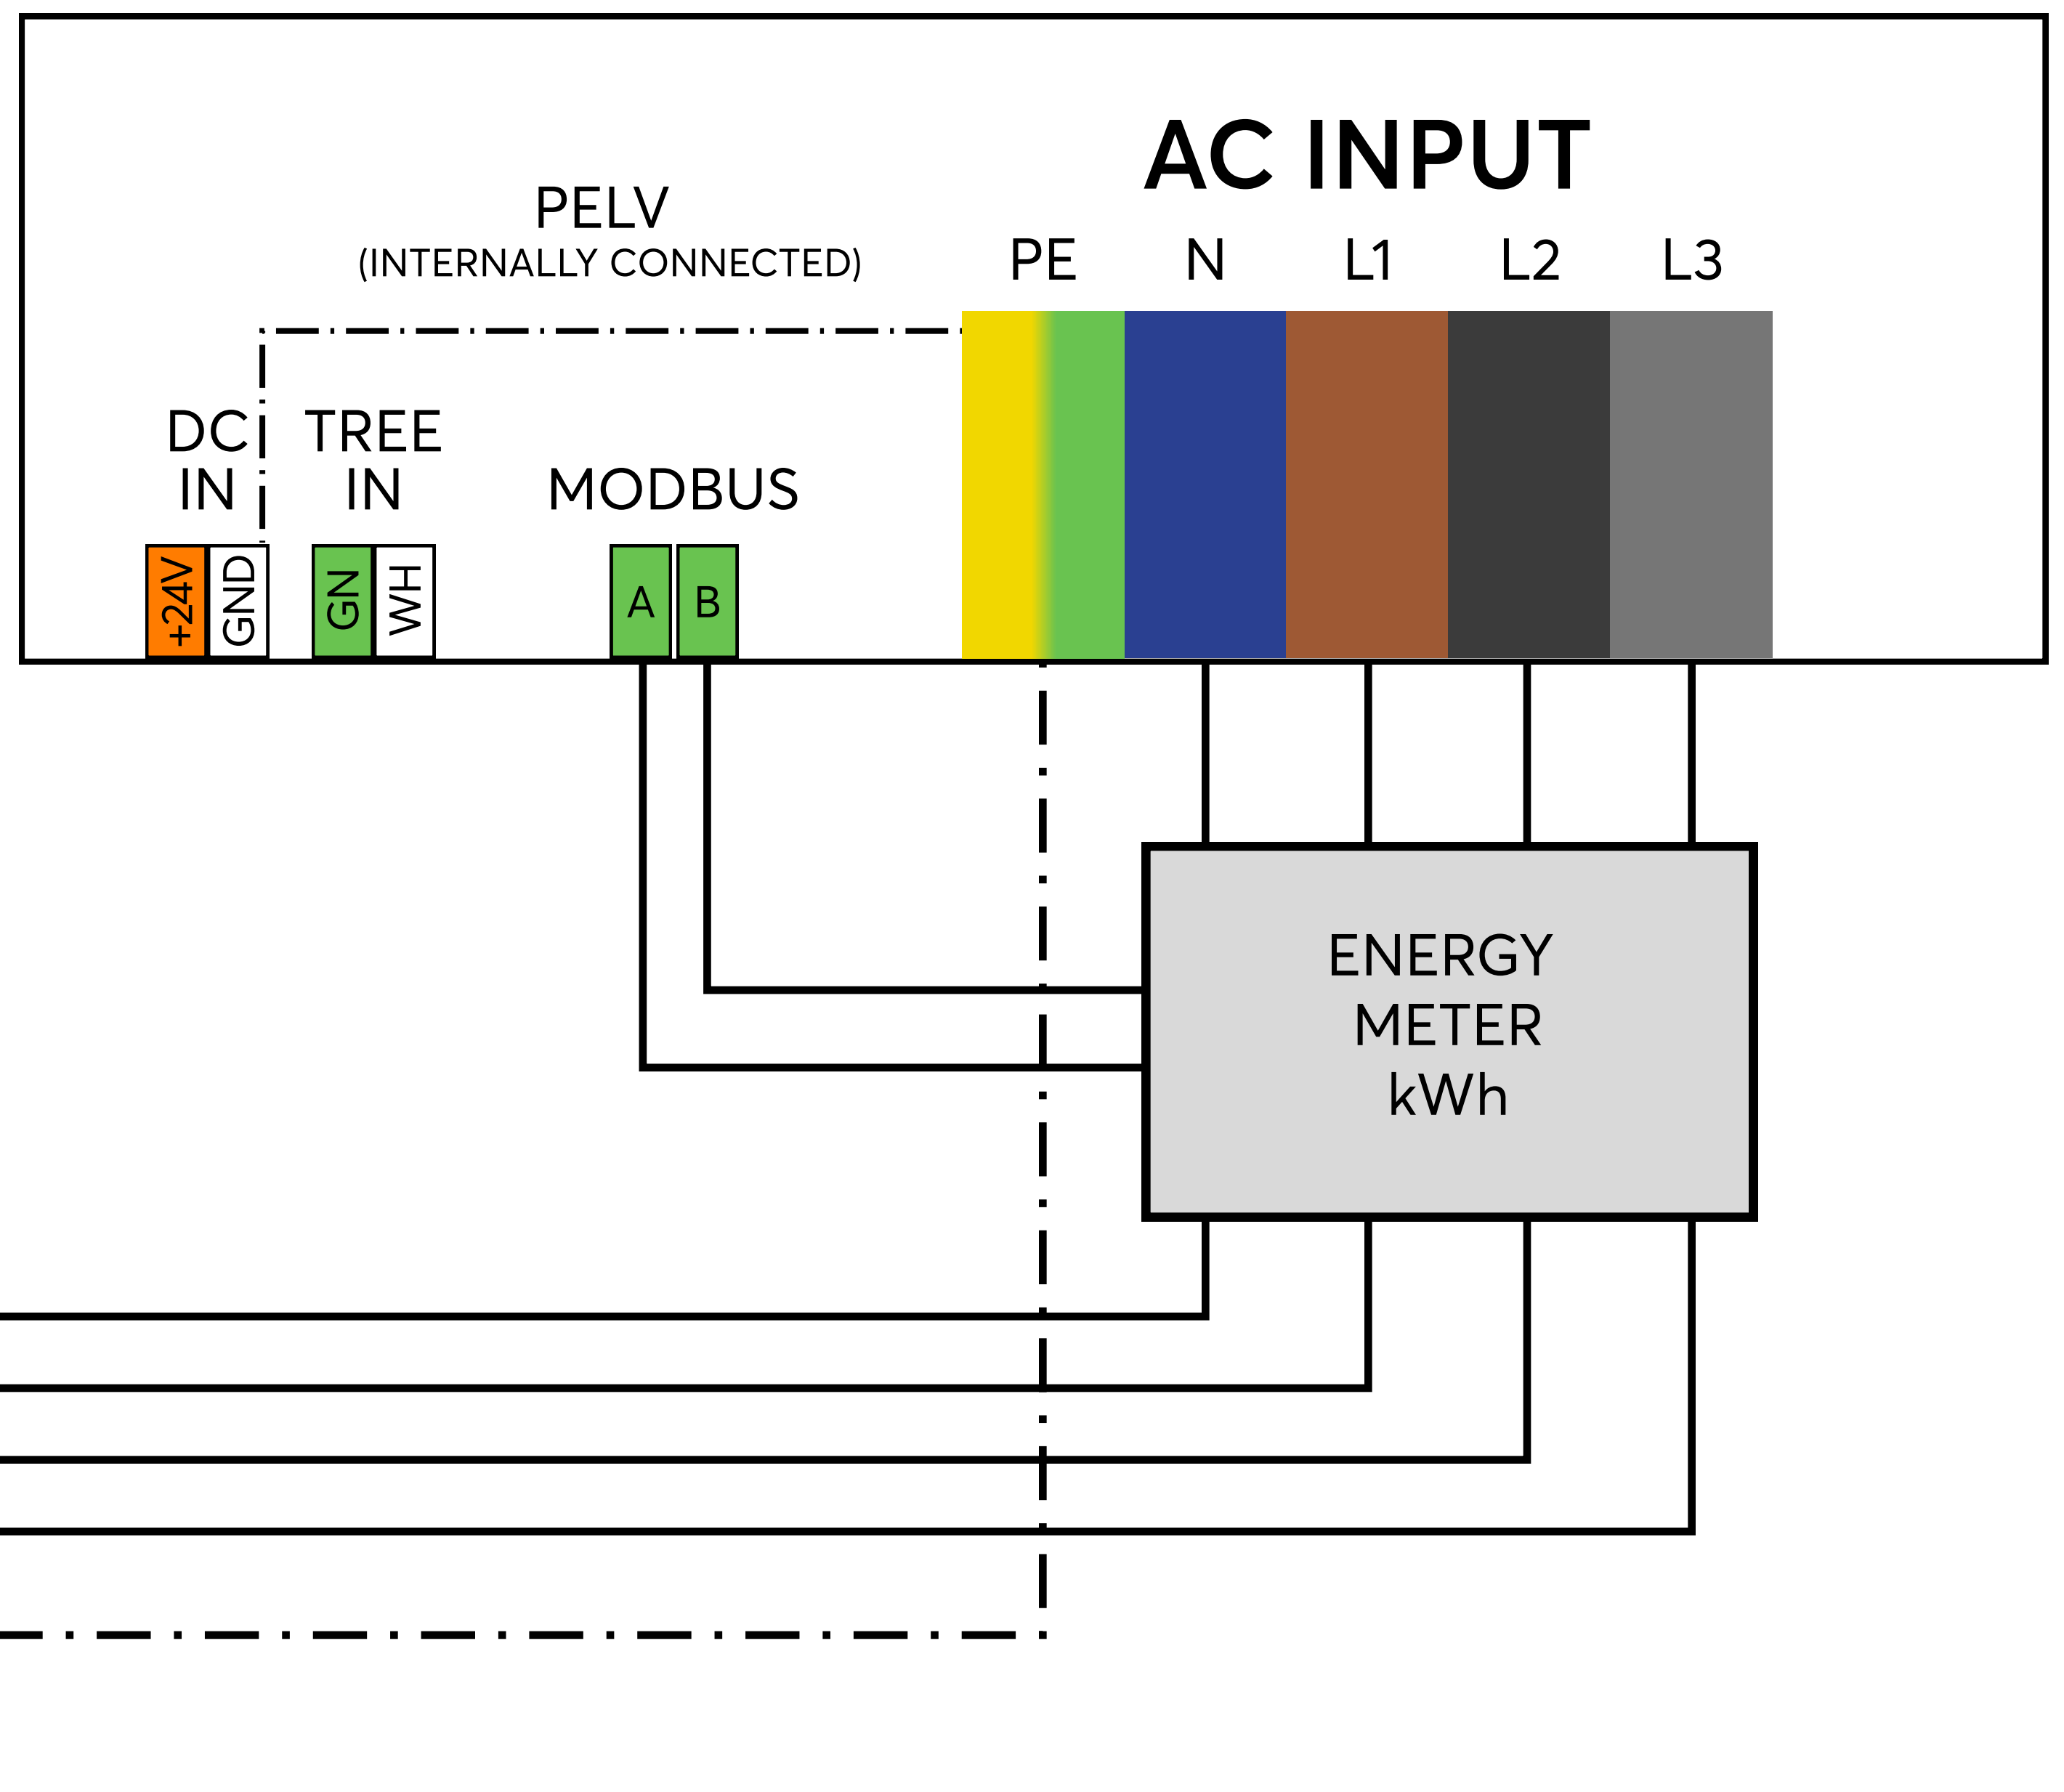 AC INPUT
PELV
(INTERNALLY CONNECTED)
PE N L1 L2 L3
DC IN
TREE IN
MODBUS
+24V GND GN WH A B
ENERGY
METER
kWh